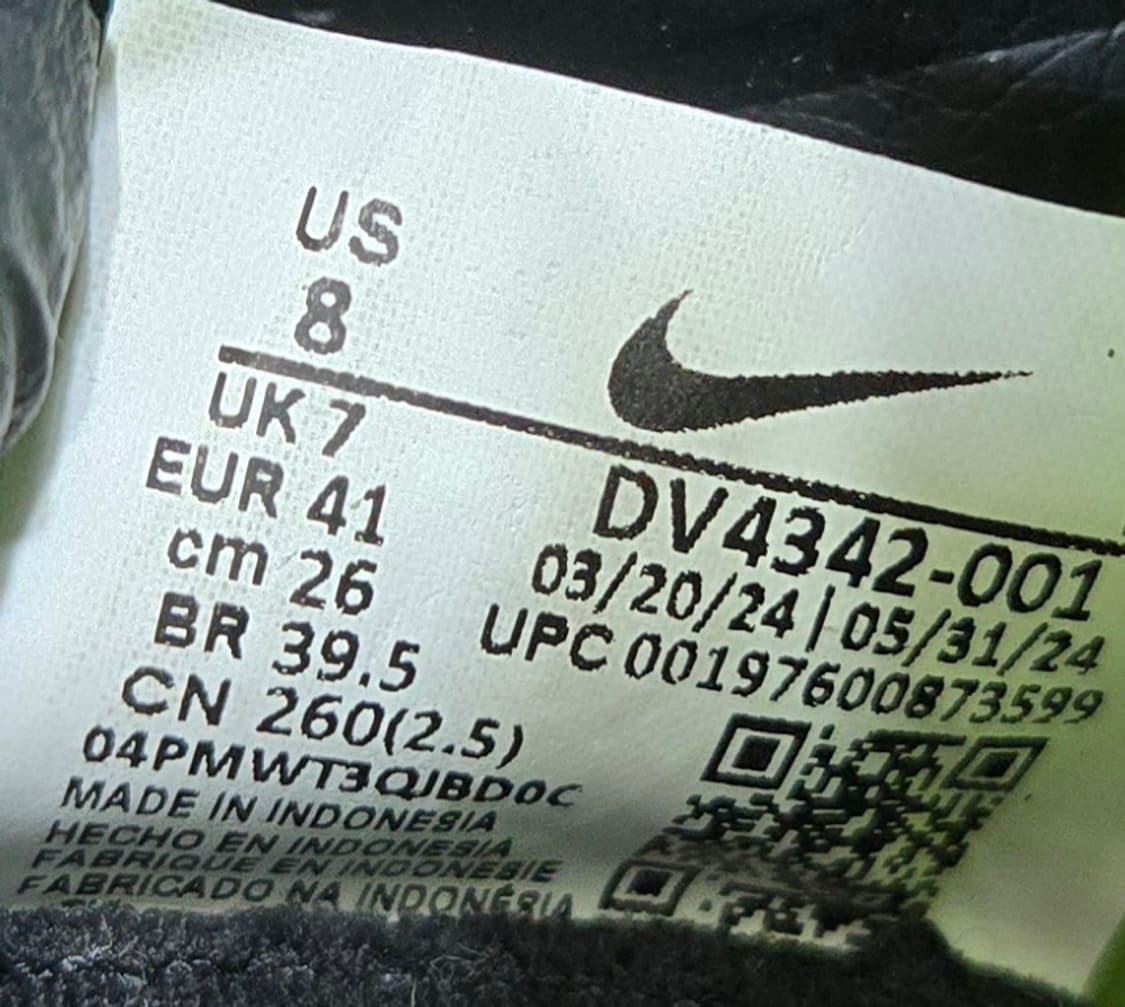 US
8
UK 7
EUR 41
cm 26
BR 39.5
CN 260(2.5)
04PMWT3QJBD0C
MADE IN INDONESIA
HECHO EN INDONESIA
FABRIQUE EN INDONESIE
FABRICADO NA INDONÉSIA
DV4342-001
03/20/24 | 05/31/24
UPC 00197600873599